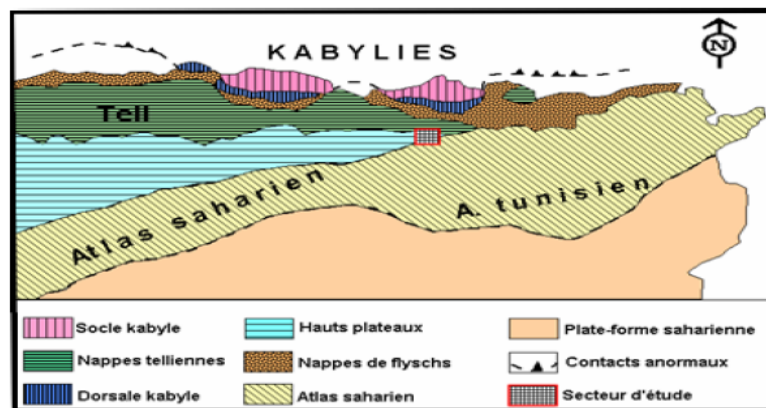 KABYLIES
N
Tell
Atlas saharien
A. tunisien
Socle kabyle
Hauts plateaux
Plate-forme saharienne
Nappes telliennes
Nappes de flyschs
Contacts anormaux
Dorsale kabyle
Atlas saharien
Secteur d'étude